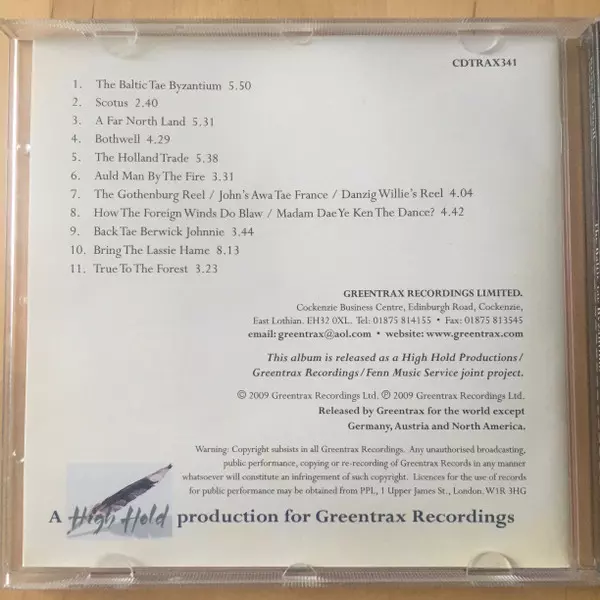 CDTRAX341
1. The Baltic Tae Byzantium 5.50
2. Scotus 2.40
3. A Far North Land 5.31
4. Bothwell 4.29
5. The Holland Trade 5.38
6. Auld Man By The Fire 3.31
7. The Gothenburg Reel / John's Awa Tae France / Danzig Willie's Reel 4.04
8. How The Foreign Winds Do Blaw / Madam Dae Ye Ken The Dance? 4.42
9. Back Tae Berwick Johnnie 3.44
10. Bring The Lassie Hame 8.13
11. True To The Forest 3.23
GREENTRAX RECORDINGS LIMITED.
Cockenzie Business Centre, Edinburgh Road, Cockenzie,
East Lothian. EH32 0XL. Tel: 01875 814155 • Fax: 01875 813545
email: greentrax@aol.com • website: www.greentrax.com
This album is released as a High Hold Productions/
Greentrax Recordings/Fenn Music Service joint project.
© 2009 Greentrax Recordings Ltd. ℗ 2009 Greentrax Recordings Ltd.
Released by Greentrax for the world except
Germany, Austria and North America.
Warning: Copyright subsists in all Greentrax Recordings. Any unauthorised broadcasting,
public performance, copying or re-recording of Greentrax Records in any manner
whatsoever will constitute an infringement of such copyright. Licences for the use of records
for public performance may be obtained from PPL, 1 Upper James St., London. W1R 3HG
A High Hold production for Greentrax Recordings